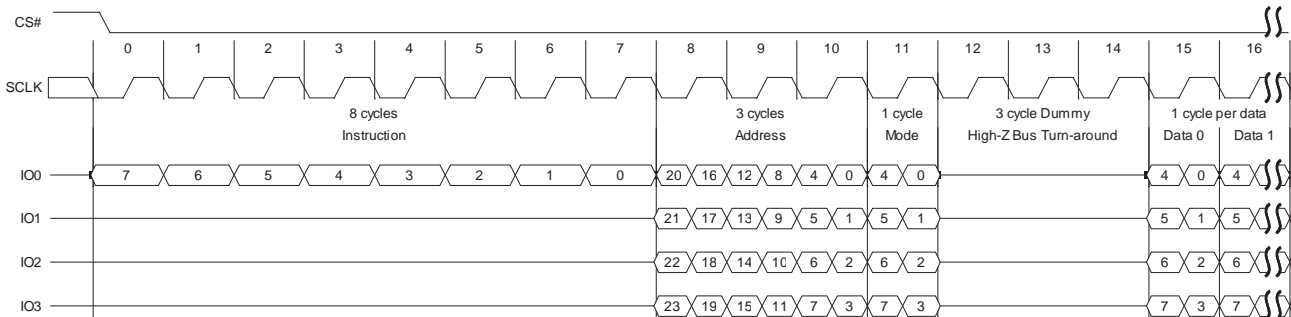 CS#
0 1 2 3 4 5 6 7 8 9 10 11 12 13 14 15 16
SCLK
8 cycles 3 cycles 1 cycle 3 cycle Dummy 1 cycle per data
Instruction Address Mode High-Z Bus Turn-around Data 0 Data 1
IO0 7 6 5 4 3 2 1 0 20 16 12 8 4 0 4 0 4 0 4
IO1 21 17 13 9 5 1 5 1 5 1 5
IO2 22 18 14 10 6 2 6 2 6 2 6
IO3 23 19 15 11 7 3 7 3 7 3 7